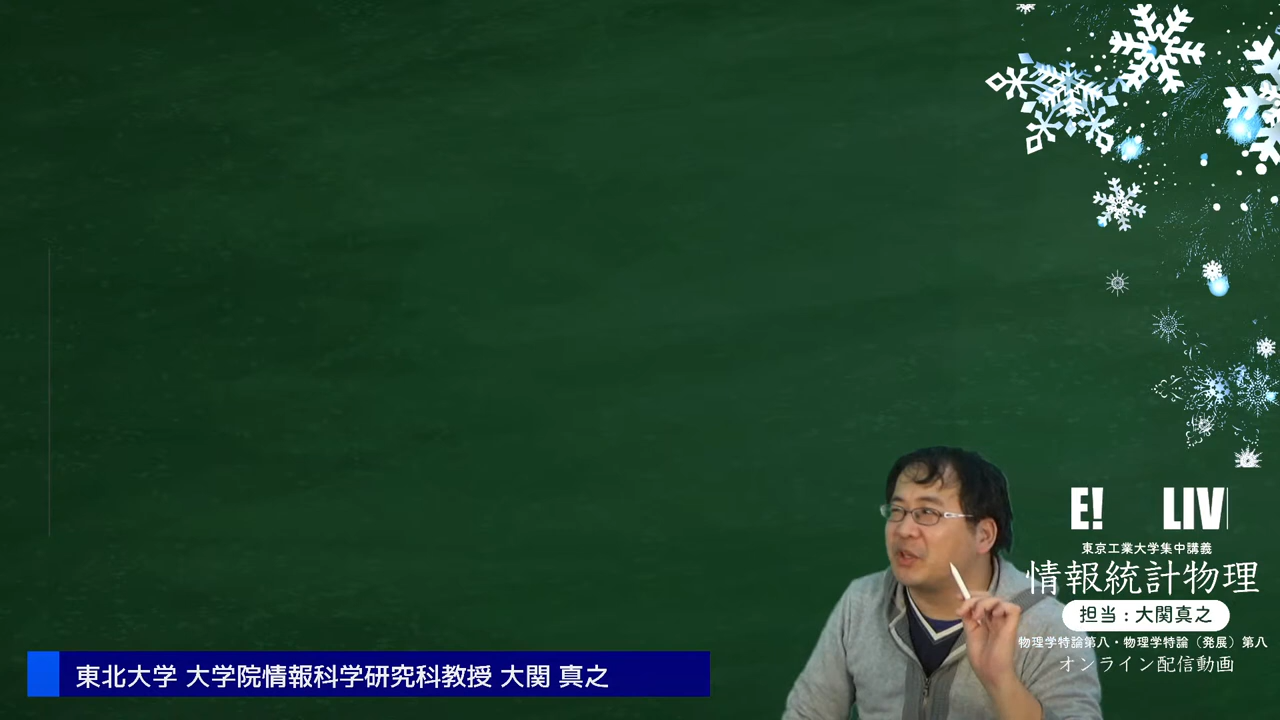 E! LIV
東京工業大学集中講義
情報統計物理
担当：大関真之
物理学特論第八・物理学特論（発展）第八
オンライン配信動画
東北大学 大学院情報科学研究科教授 大関 真之